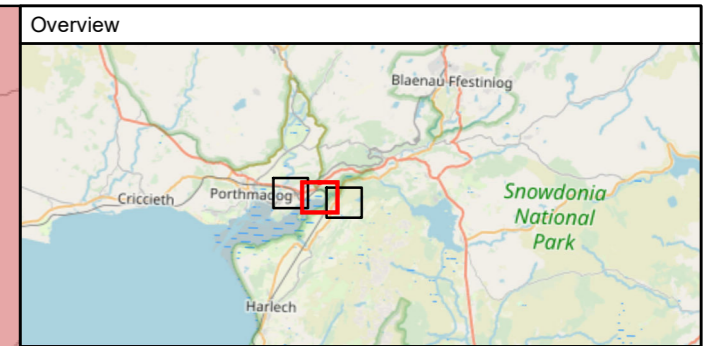 Overview
Blaenau Ffestiniog
Criccieth
Porthmadog
Snowdonia
National
Park
Harlech